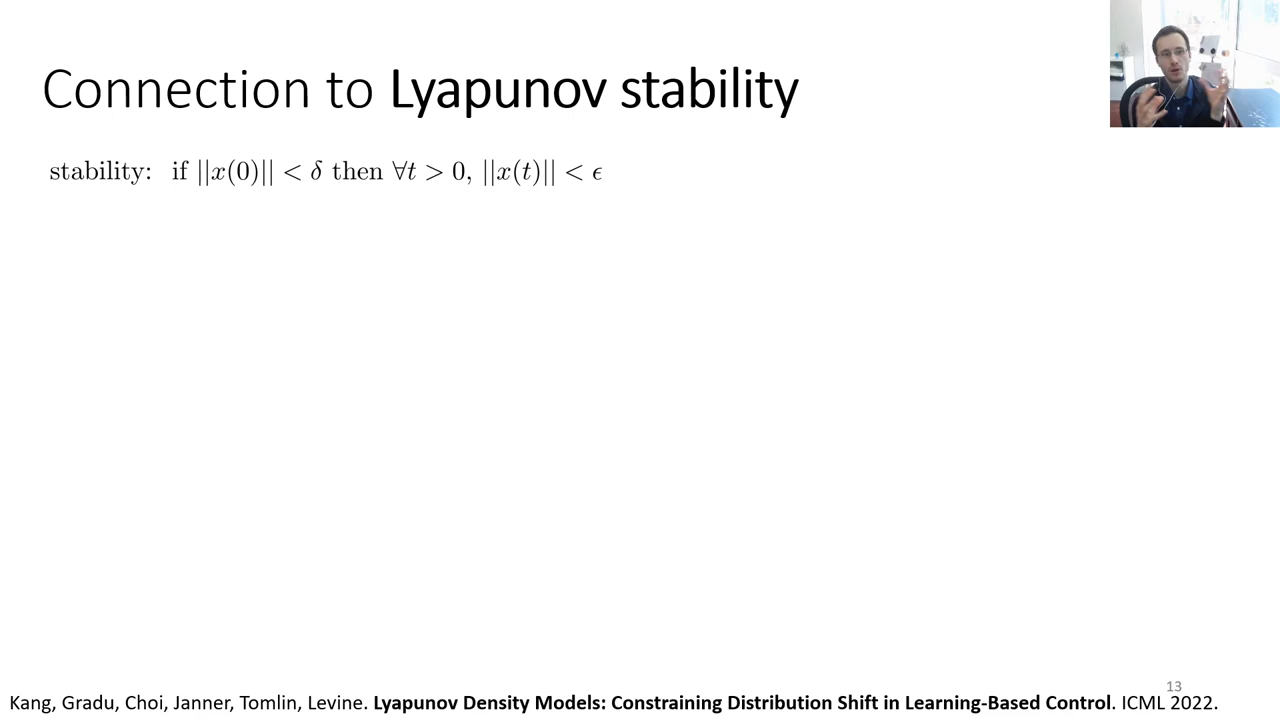 Connection to Lyapunov stability
stability: if ||x(0)|| < δ then ∀t > 0, ||x(t)|| < ϵ
13
Kang, Gradu, Choi, Janner, Tomlin, Levine. Lyapunov Density Models: Constraining Distribution Shift in Learning-Based Control. ICML 2022.